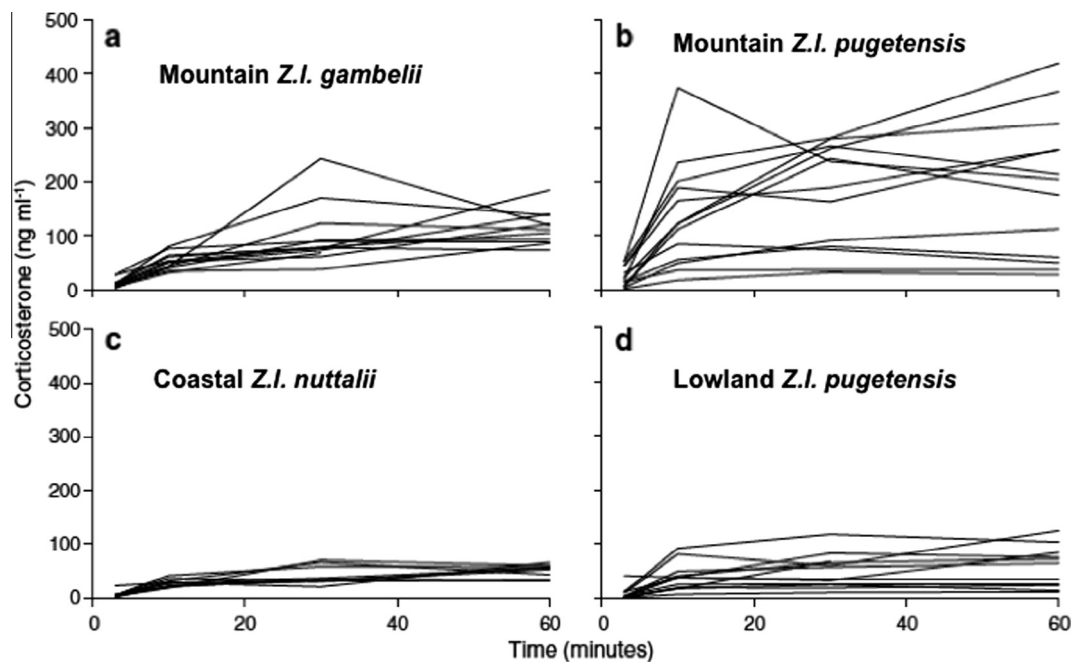 a
Mountain Z.l. gambelii
b
Mountain Z.l. pugetensis
500
400
300
200
100
0
c
Coastal Z.l. nuttalii
d
Lowland Z.l. pugetensis
500
400
300
200
100
0
Corticosterone (ng ml-1)
0 20 40 60
0 20 40 60
Time (minutes)